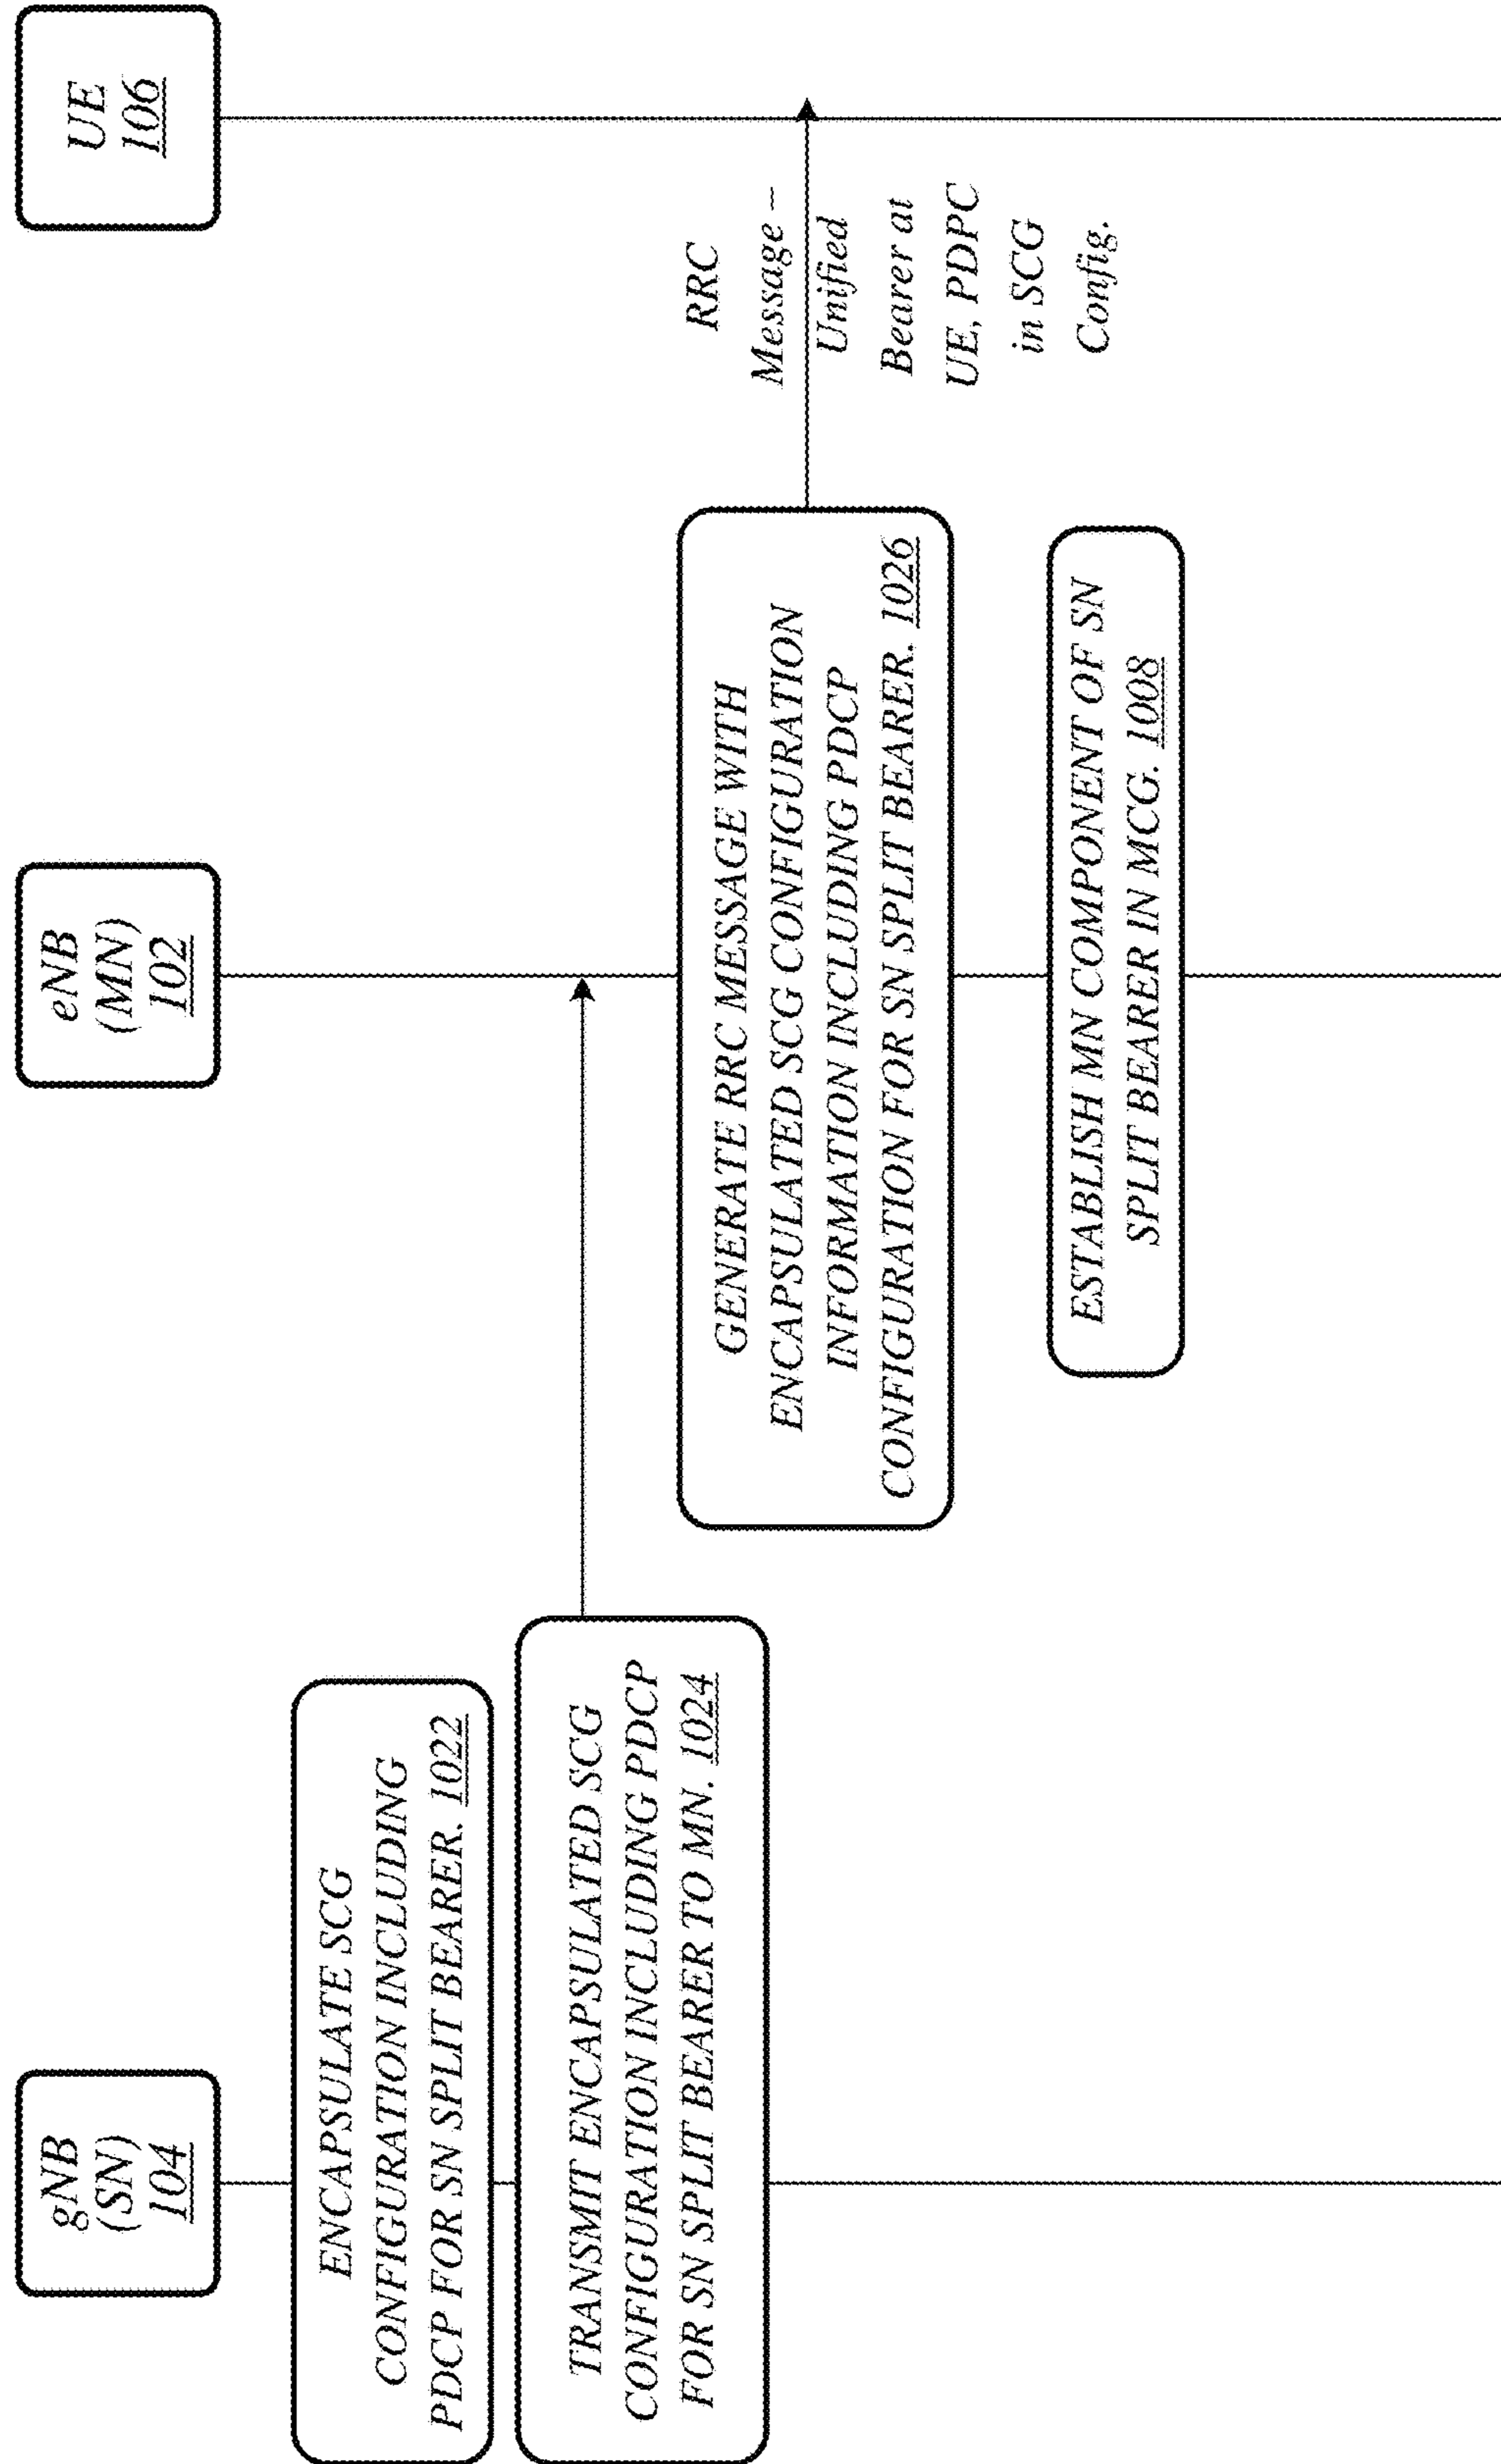 gNB
(SN)
104
eNB
(MN)
102
UE
106
ENCAPSULATE SCG
CONFIGURATION INCLUDING
PDCP FOR SN SPLIT BEARER. 1022
TRANSMIT ENCAPSULATED SCG
CONFIGURATION INCLUDING PDCP
FOR SN SPLIT BEARER TO MN. 1024
GENERATE RRC MESSAGE WITH
ENCAPSULATED SCG CONFIGURATION
INFORMATION INCLUDING PDCP
CONFIGURATION FOR SN SPLIT BEARER. 1026
RRC
Message –
Unified
Bearer at
UE, PDPC
in SCG
Config.
ESTABLISH MN COMPONENT OF SN
SPLIT BEARER IN MCG. 1008